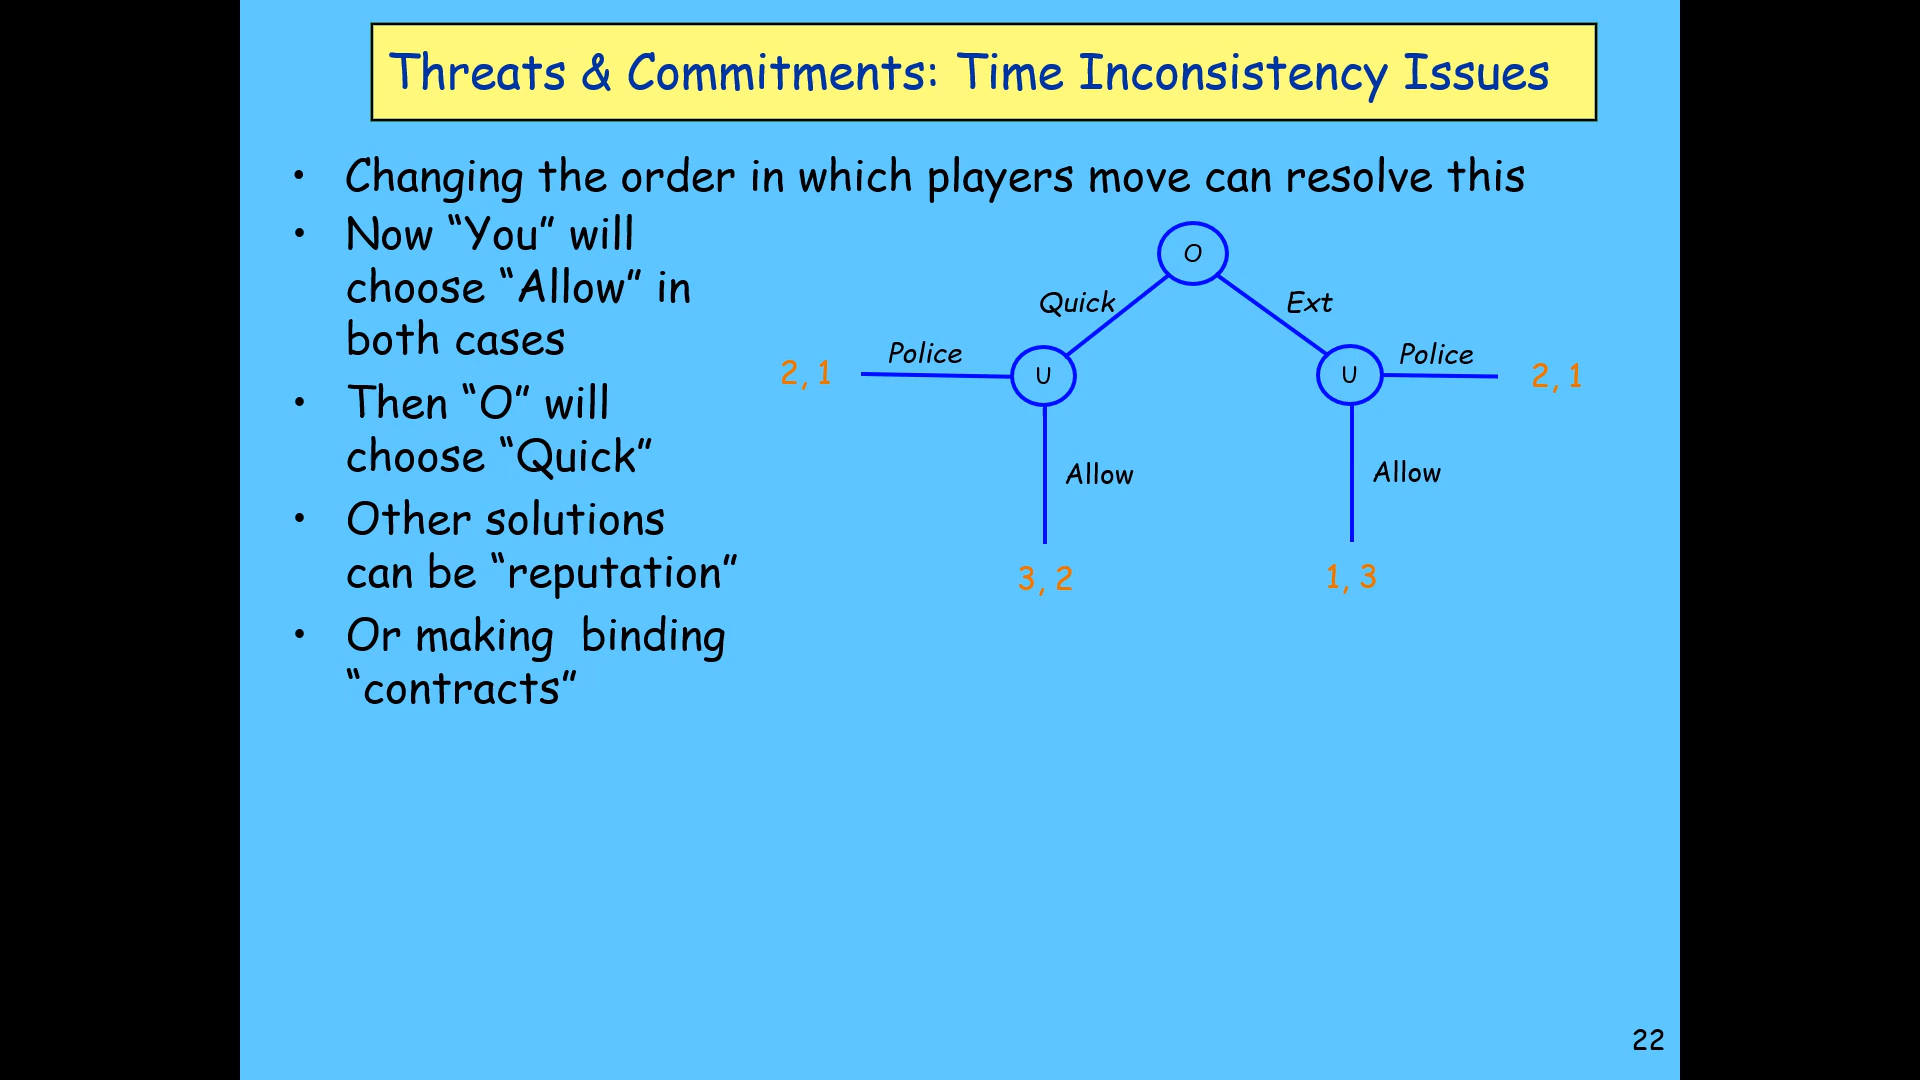 Threats & Commitments: Time Inconsistency Issues
• Changing the order in which players move can resolve this
• Now “You” will
choose “Allow” in
both cases
• Then “O” will
choose “Quick”
• Other solutions
can be “reputation”
• Or making binding
“contracts”
O
Quick
Ext
Police
Police
2, 1
U
U
2, 1
Allow
Allow
3, 2
1, 3
22